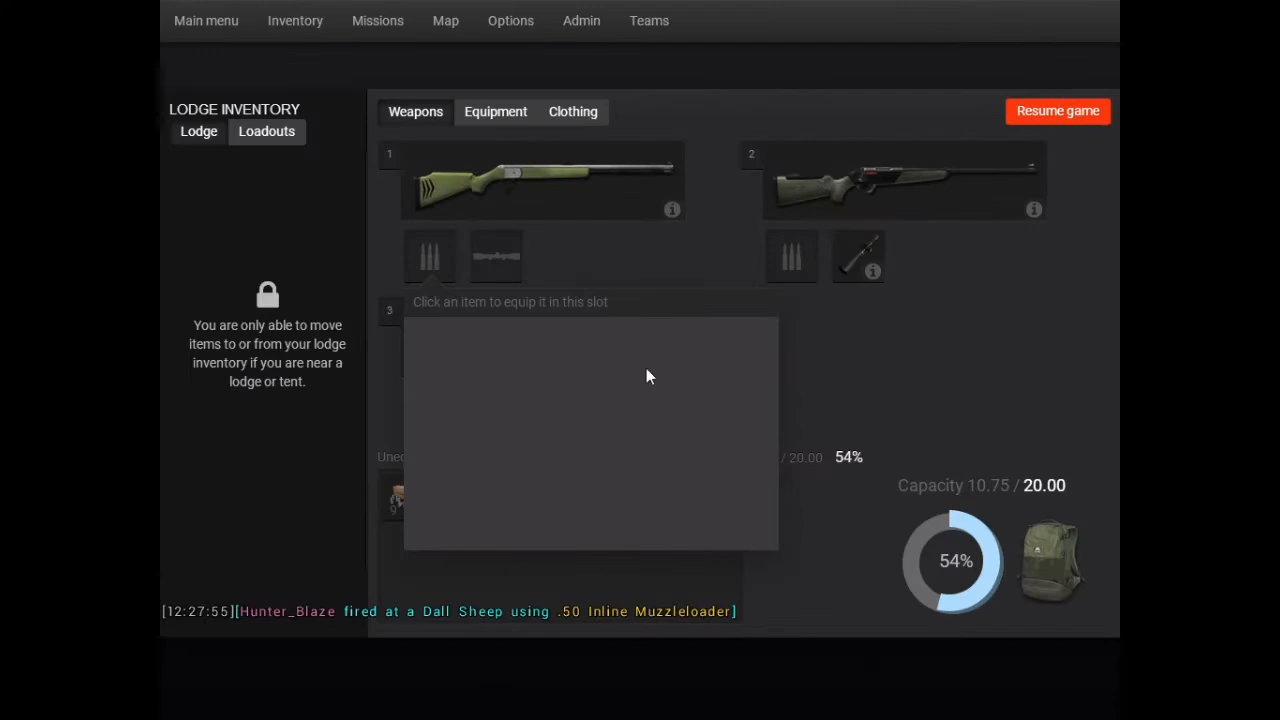 Main menu Inventory Missions Map Options Admin Teams
LODGE INVENTORY
Lodge Loadouts
Weapons Equipment Clothing
Resume game
1
2
Click an item to equip it in this slot
3
You are only able to move
items to or from your lodge
inventory if you are near a
lodge or tent.
/ 20.00 54%
Capacity 10.75 / 20.00
9
54%
[12:27:55][Hunter_Blaze fired at a Dall Sheep using .50 Inline Muzzleloader]